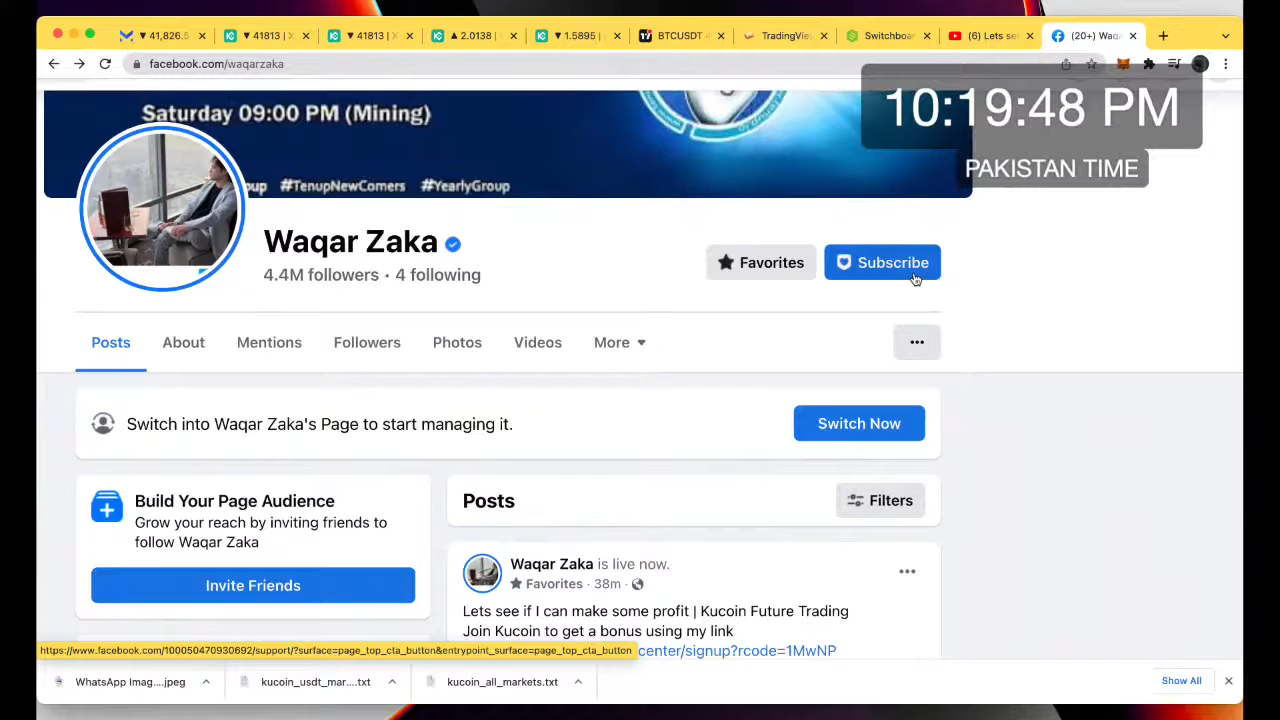 ▼ 41,826.5
▼ 41813 | X
▼ 41813 | X
▲ 2.0138 |
▼ 1.5895 |
BTCUSDT 4
TradingView
Switchboar
(6) Lets se
(20+) Waq
facebook.com/waqarzaka
Saturday 09:00 PM (Mining)
oup #TenupNewComers #YearlyGroup
10:19:48 PM
PAKISTAN TIME
Waqar Zaka
4.4M followers • 4 following
Favorites
Subscribe
Posts About Mentions Followers Photos Videos More
Switch into Waqar Zaka's Page to start managing it.
Switch Now
Build Your Page Audience
Grow your reach by inviting friends to
follow Waqar Zaka
Invite Friends
Posts
Filters
Waqar Zaka is live now.
Favorites · 38m ·
Lets see if I can make some profit | Kucoin Future Trading
Join Kucoin to get a bonus using my link
center/signup?rcode=1MwNP
https://www.facebook.com/100050470930692/support/?surface=page_top_cta_button&entrypoint_surface=page_top_cta_button
WhatsApp Imag....jpeg
kucoin_usdt_mar....txt
kucoin_all_markets.txt
Show All